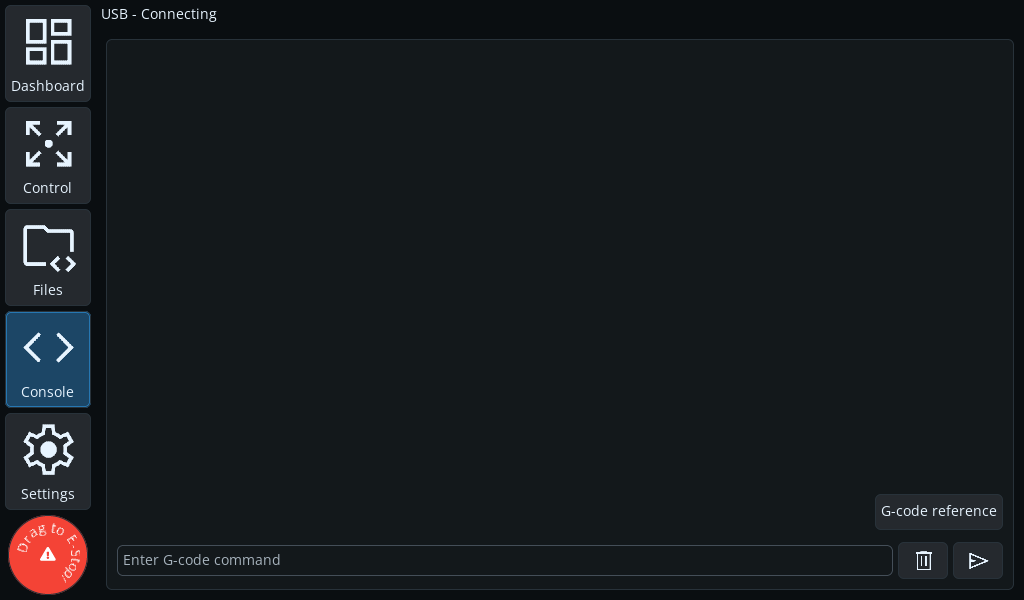 USB - Connecting
Dashboard
Control
Files
Console
Settings
Drag to E-Stop!
G-code reference
Enter G-code command